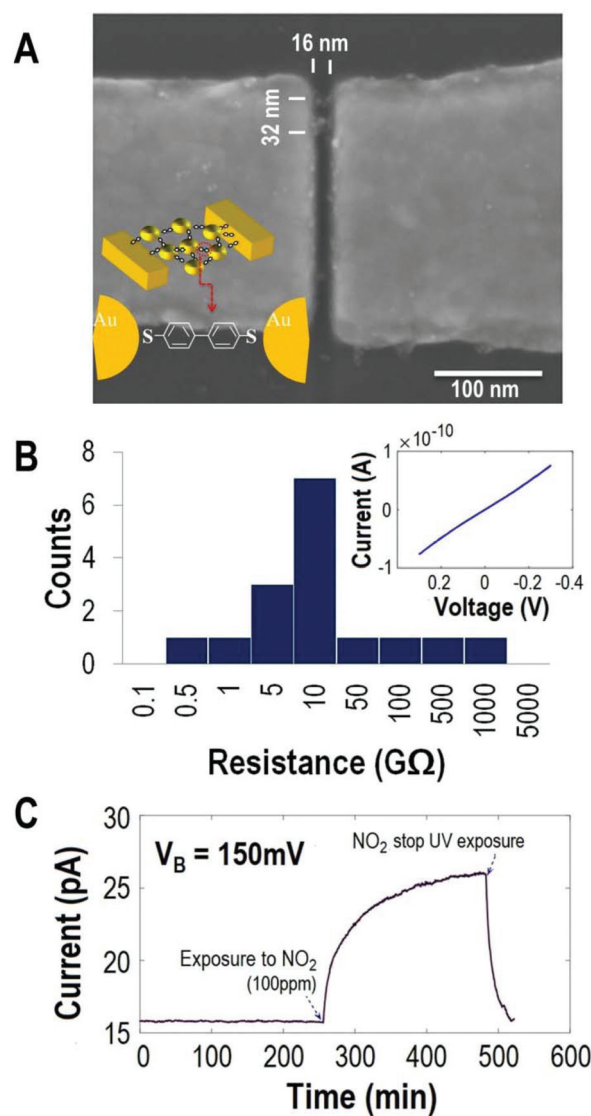 A
16 nm
32 nm
Au
S
S
Au
100 nm
B
8
6
4
2
0
Counts
0.1
0.5
1
5
10
50
100
500
1000
5000
Resistance (GΩ)
× 10⁻¹⁰
1
0
-1
Current (A)
0.2
0
-0.2
-0.4
Voltage (V)
C
30
25
20
15
Current (pA)
V_B = 150mV
NO₂ stop UV exposure
Exposure to NO₂
(100ppm)
0
100
200
300
400
500
600
Time (min)